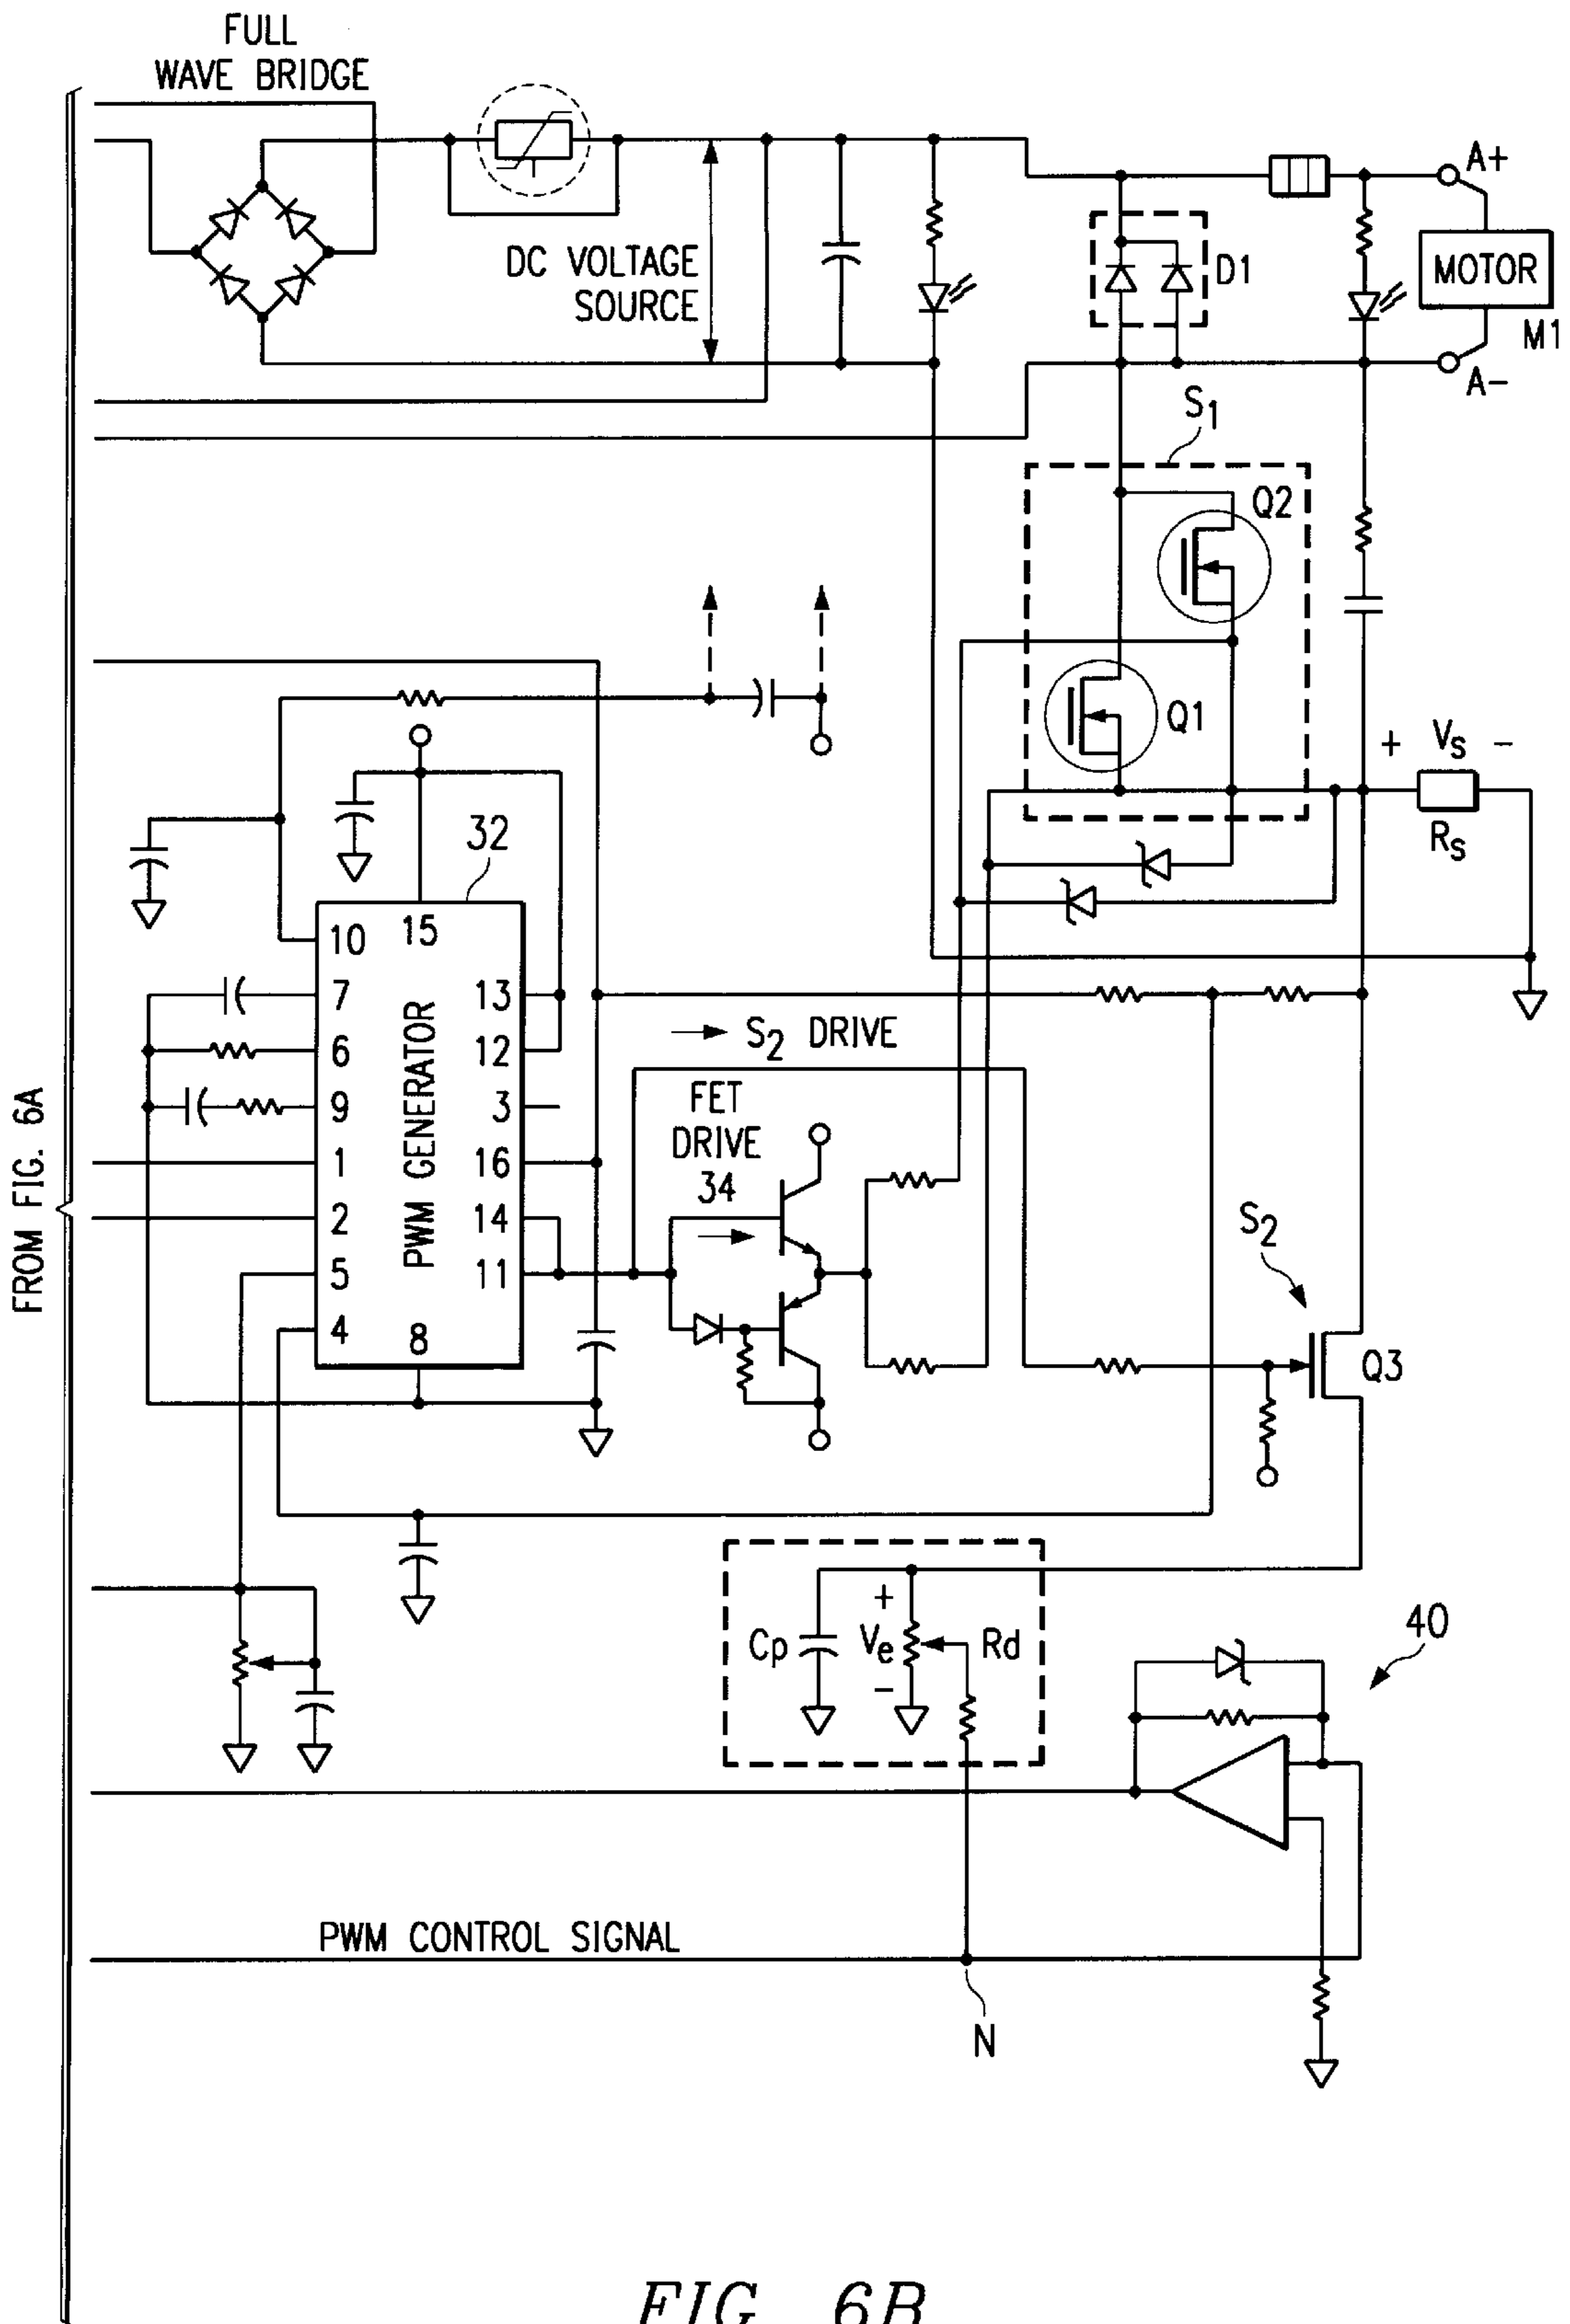 FULL
WAVE BRIDGE
A+
DC VOLTAGE
SOURCE
D1
MOTOR
M1
A-
S1
Q2
Q1
+ Vs -
Rs
32
15
10
7
6
9
1
2
5
4
8
13
12
3
16
14
11
PWM GENERATOR
→ S2 DRIVE
FET
DRIVE
34
FROM FIG. 6A
S2
Q3
Cp
+
Ve
-
Rd
40
PWM CONTROL SIGNAL
N
FIG. 6B